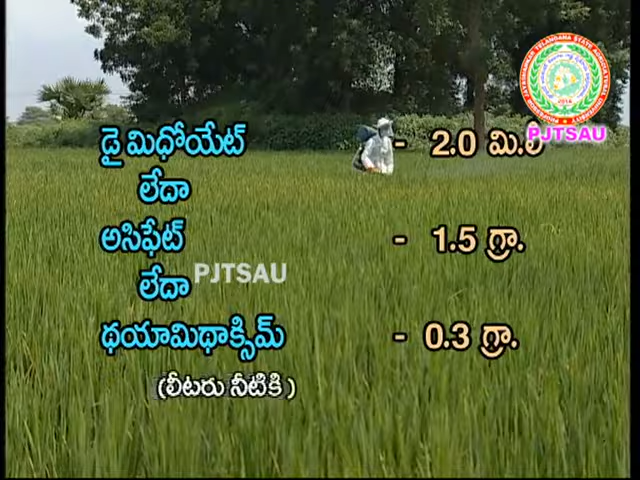 డై మిథోయేట్ - 2.0 మి.లీ
లేదా
అసిఫేట్ - 1.5 గ్రా.
లేదా
థయామిథాక్సిమ్ - 0.3 గ్రా.
(లీటరు నీటికి)
PJTSAU
PJTSAU